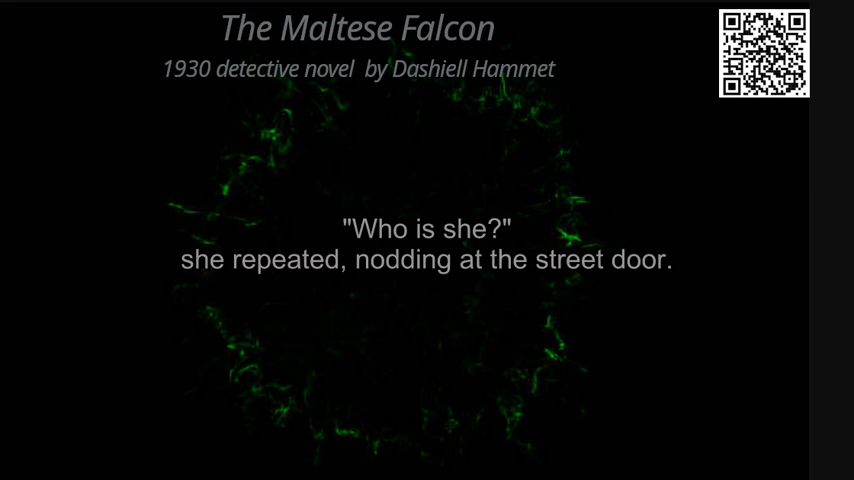 The Maltese Falcon
1930 detective novel by Dashiell Hammet
"Who is she?"
she repeated, nodding at the street door.